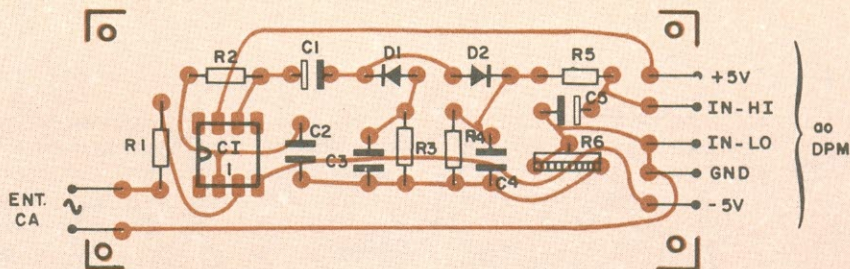 R2
C1
D1
D2
R5
+5V
C5
IN-HI
R1
CI
1
C2
C3
R3
R4
C4
R6
IN-LO
GND
-5V
ENT.
CA
ao
DPM